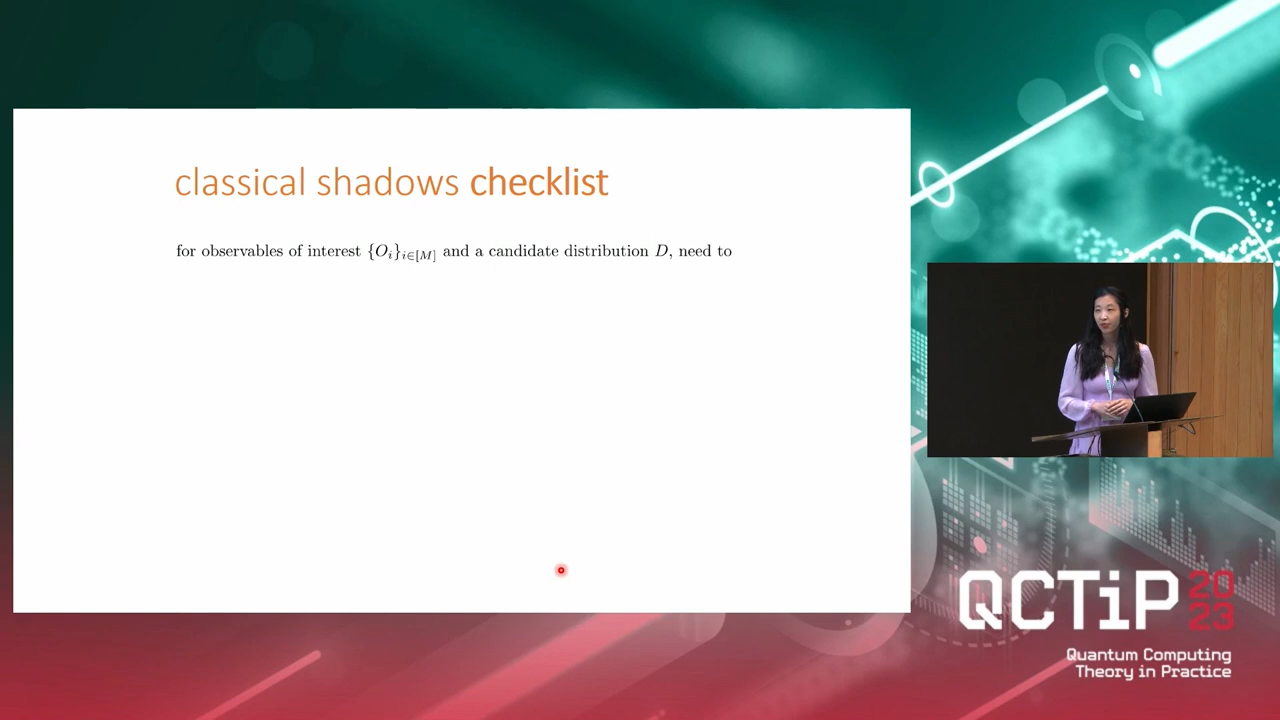 classical shadows checklist
for observables of interest {O_i}_{i∈[M]} and a candidate distribution D, need to
QCTiP 2023
Quantum Computing
Theory in Practice